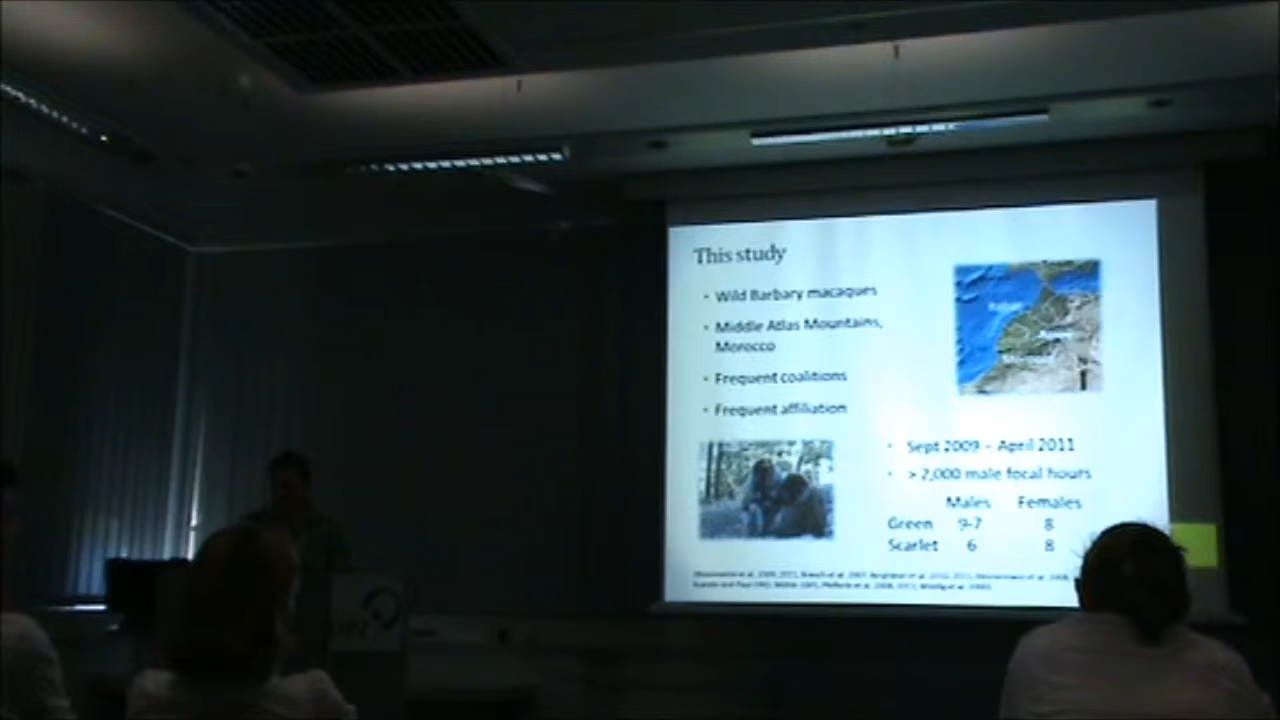 This study
• Wild Barbary macaques
• Middle Atlas Mountains,
Morocco
• Frequent coalitions
• Frequent affiliation
• Sept 2009 – April 2011
• > 2,000 male focal hours
Males Females
Green 9-7 8
Scarlet 6 8